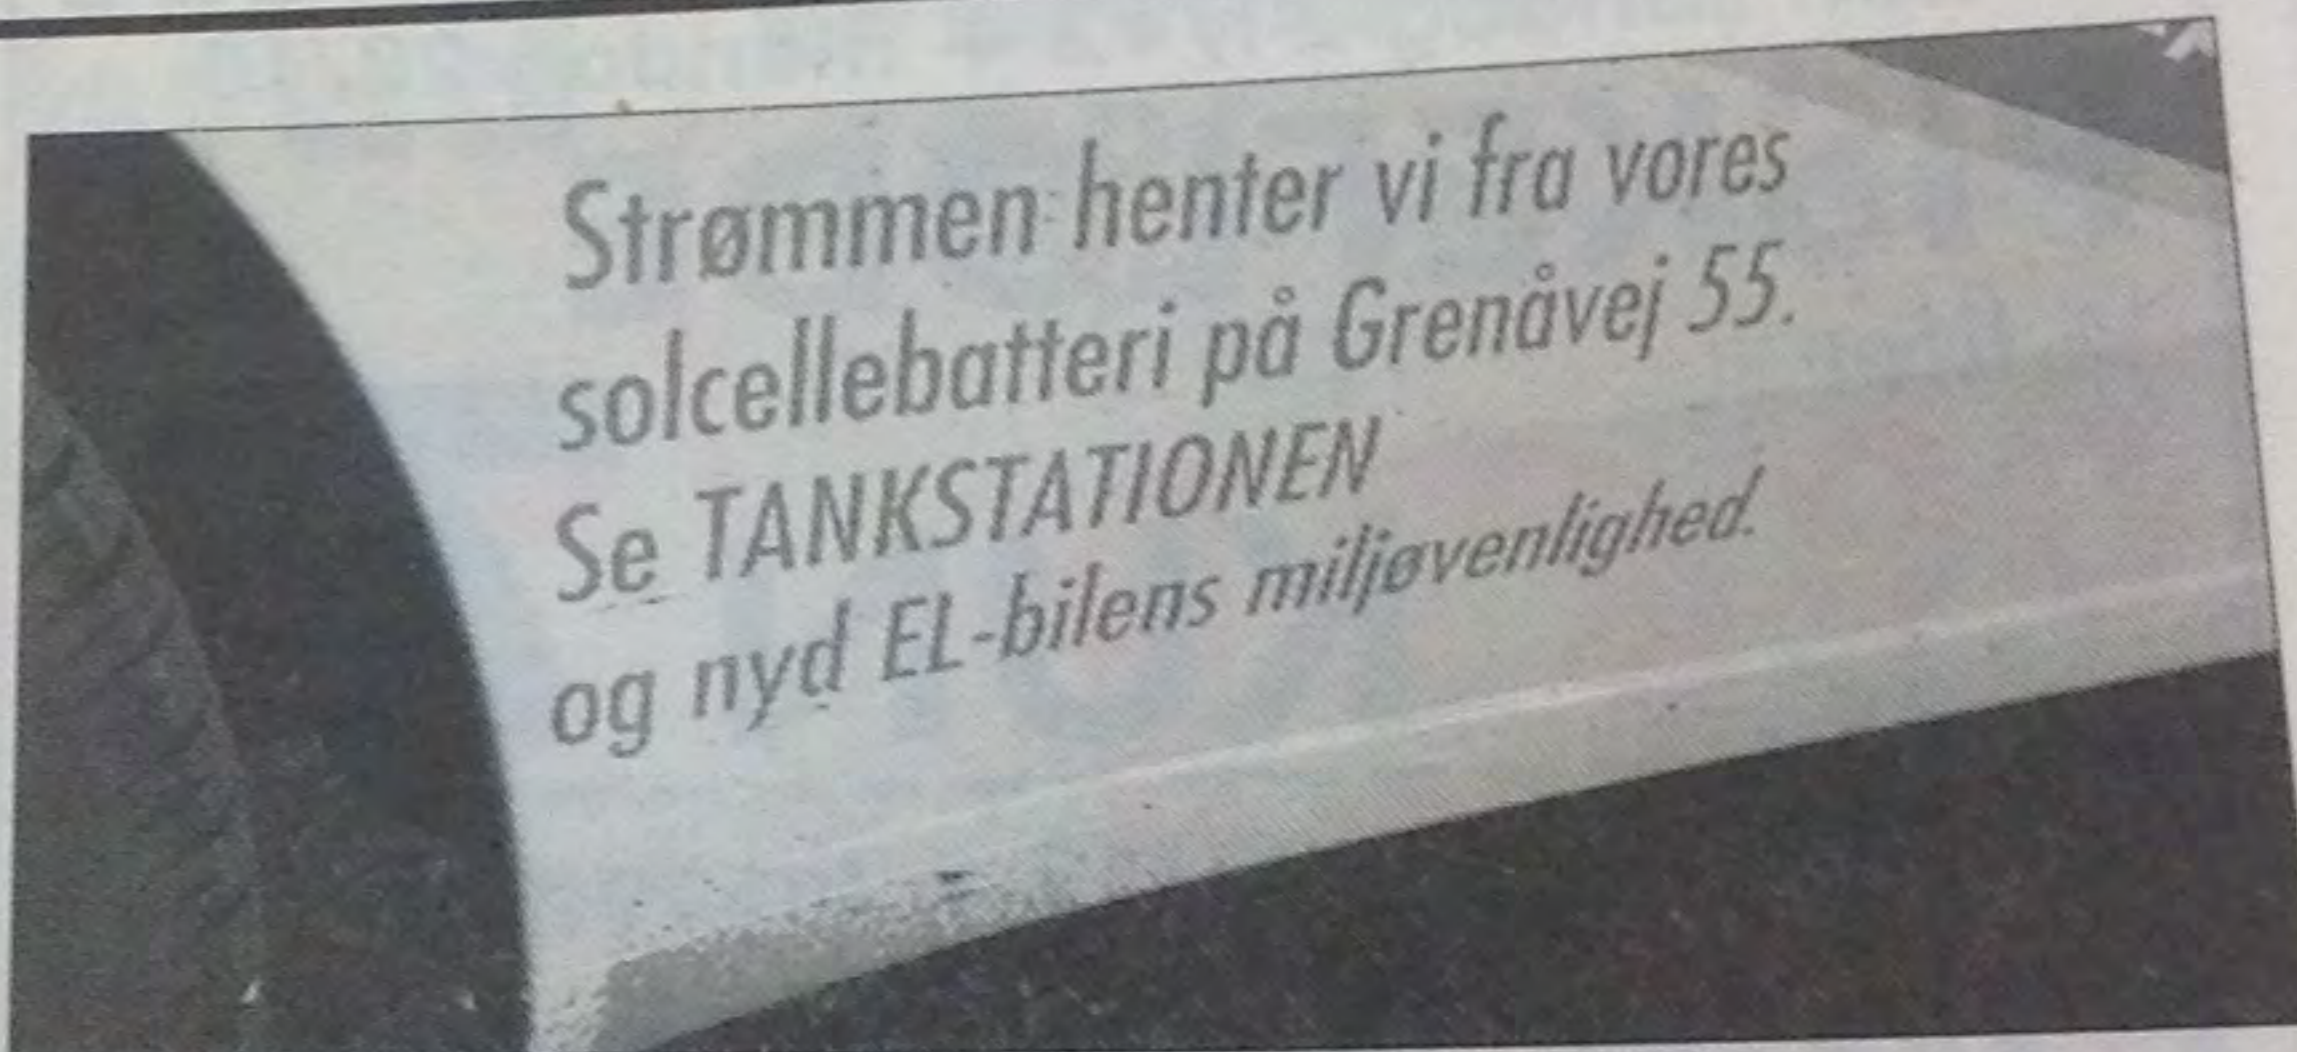 Strømmen henter vi fra vores
solcellebatteri på Grenåvej 55.
Se TANKSTATIONEN
og nyd EL-bilens miljøvenlighed.